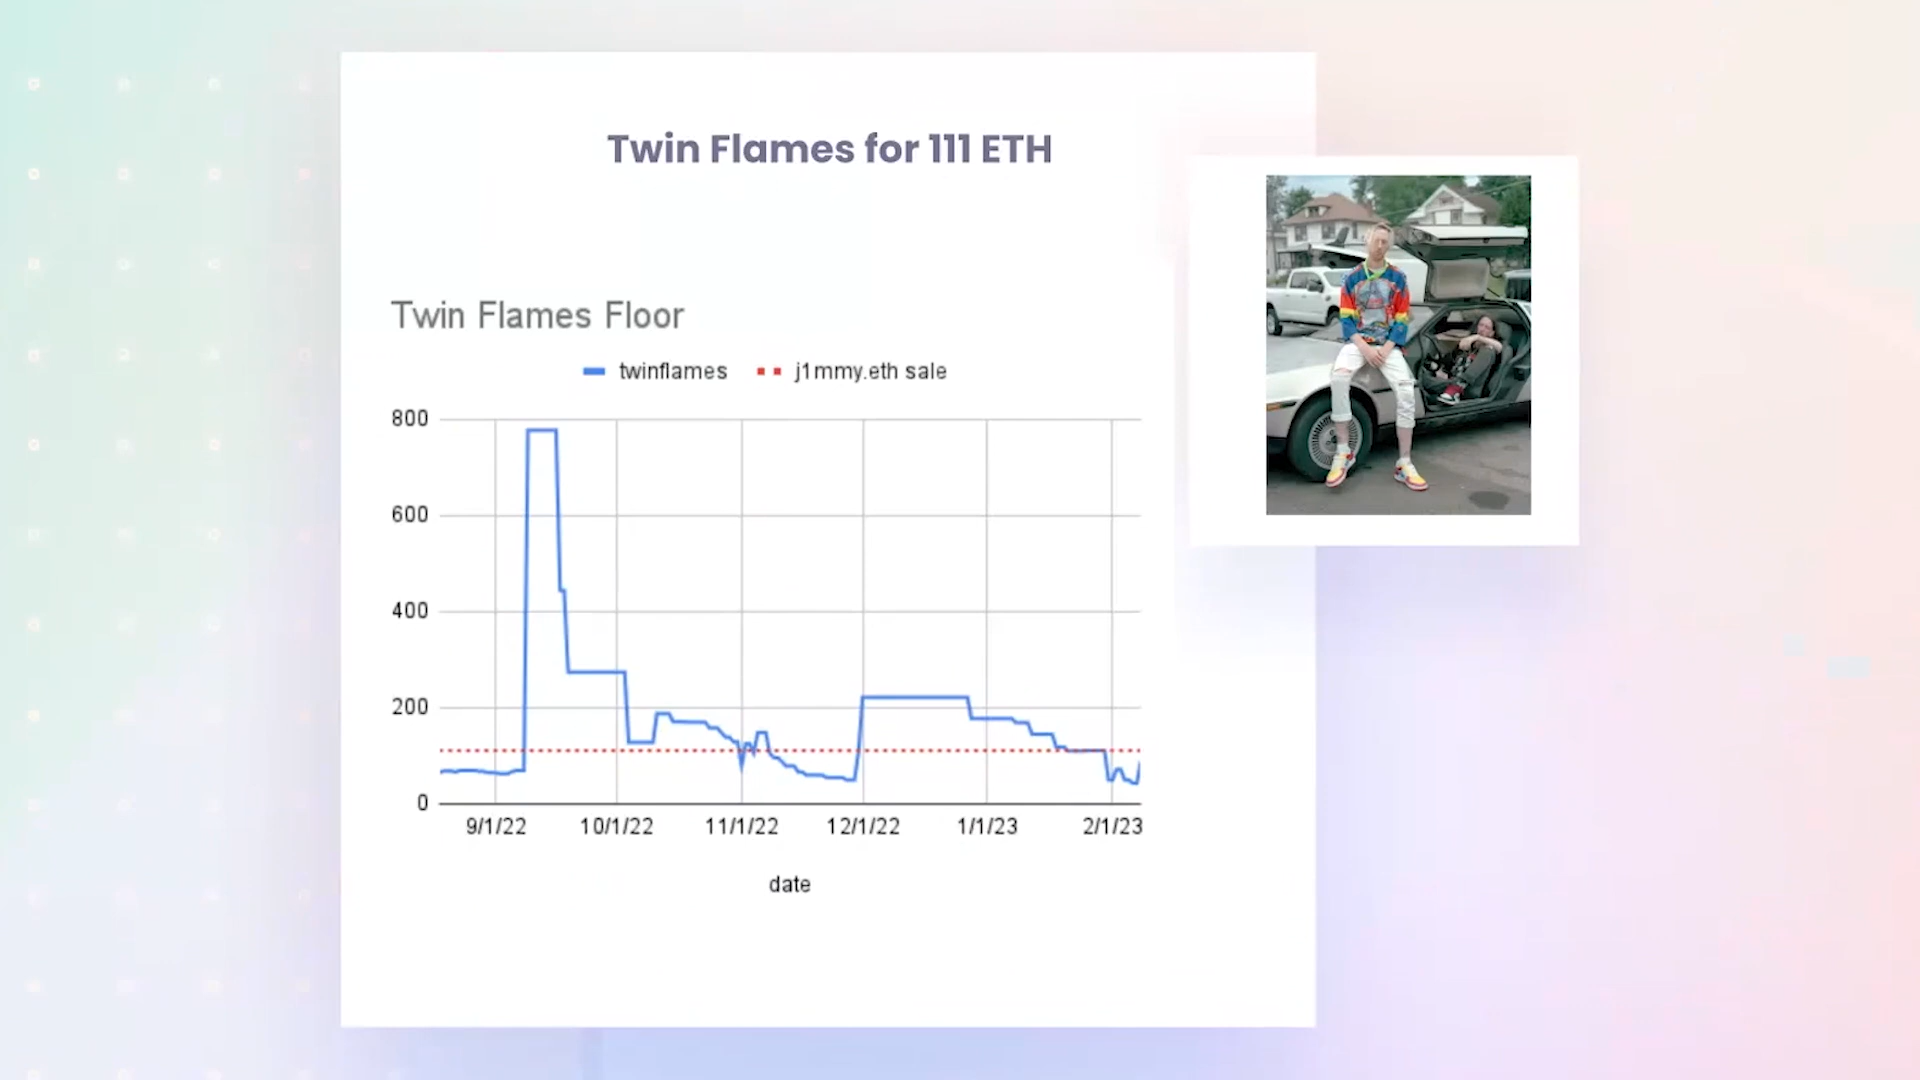 Twin Flames for 111 ETH
Twin Flames Floor
twinflames j1mmy.eth sale
800
600
400
200
0
9/1/22 10/1/22 11/1/22 12/1/22 1/1/23 2/1/23
date